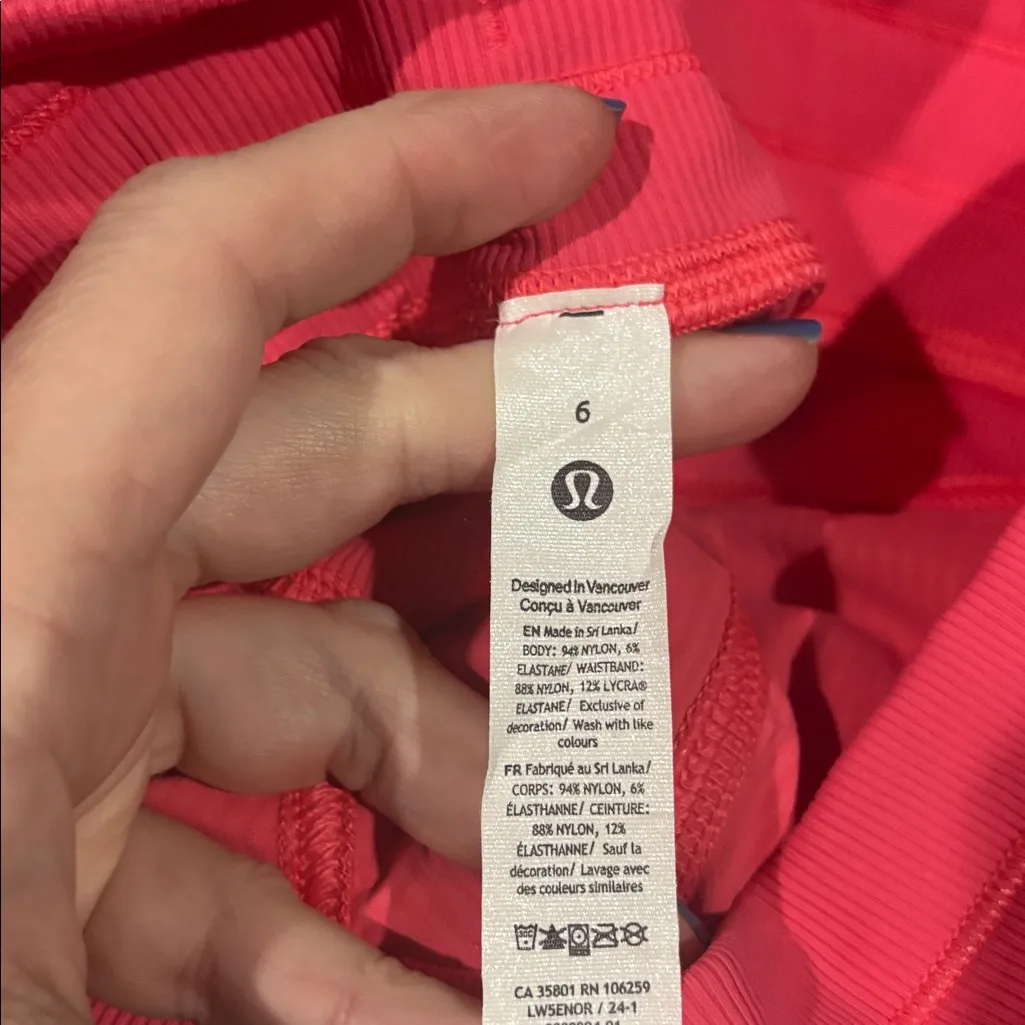 6
Designed in Vancouver
Conçu à Vancouver
EN Made in Sri Lanka/
BODY: 94% NYLON, 6%
ELASTANE/ WAISTBAND:
88% NYLON, 12% LYCRA®
ELASTANE/ Exclusive of
decoration/ Wash with like
colours
FR Fabriqué au Sri Lanka/
CORPS: 94% NYLON, 6%
ÉLASTHANNE/ CEINTURE:
88% NYLON, 12%
ÉLASTHANNE/ Sauf la
décoration/ Lavage avec
des couleurs similaires
30C
CA 35801 RN 106259
LW5ENOR / 24-1